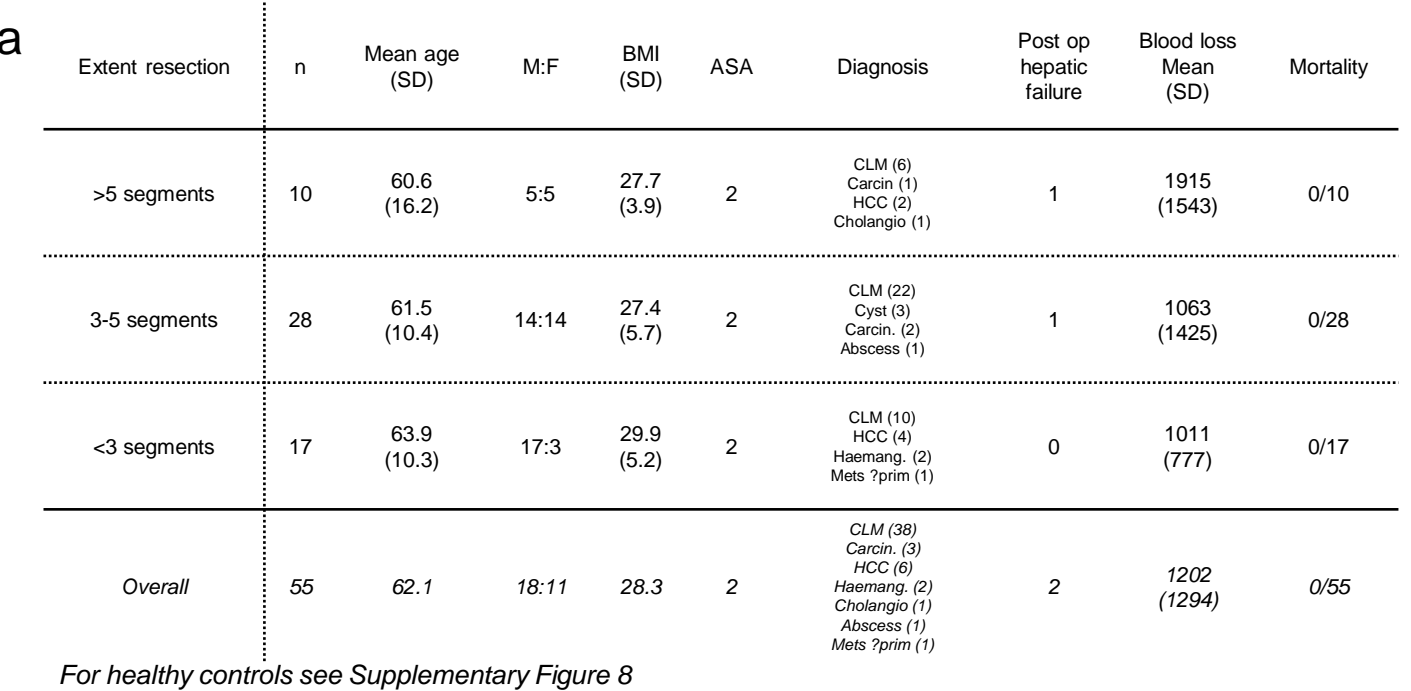 a
Extent resection n Mean age (SD) M:F BMI (SD) ASA Diagnosis Post op hepatic failure Blood loss Mean (SD) Mortality
>5 segments 10 60.6 (16.2) 5:5 27.7 (3.9) 2 CLM (6) Carcin (1) HCC (2) Cholangio (1) 1 1915 (1543) 0/10
3-5 segments 28 61.5 (10.4) 14:14 27.4 (5.7) 2 CLM (22) Cyst (3) Carcin. (2) Abscess (1) 1 1063 (1425) 0/28
<3 segments 17 63.9 (10.3) 17:3 29.9 (5.2) 2 CLM (10) HCC (4) Haemang. (2) Mets ?prim (1) 0 1011 (777) 0/17
Overall 55 62.1 18:11 28.3 2 CLM (38) Carcin. (3) HCC (6) Haemang. (2) Cholangio (1) Abscess (1) Mets ?prim (1) 2 1202 (1294) 0/55
For healthy controls see Supplementary Figure 8